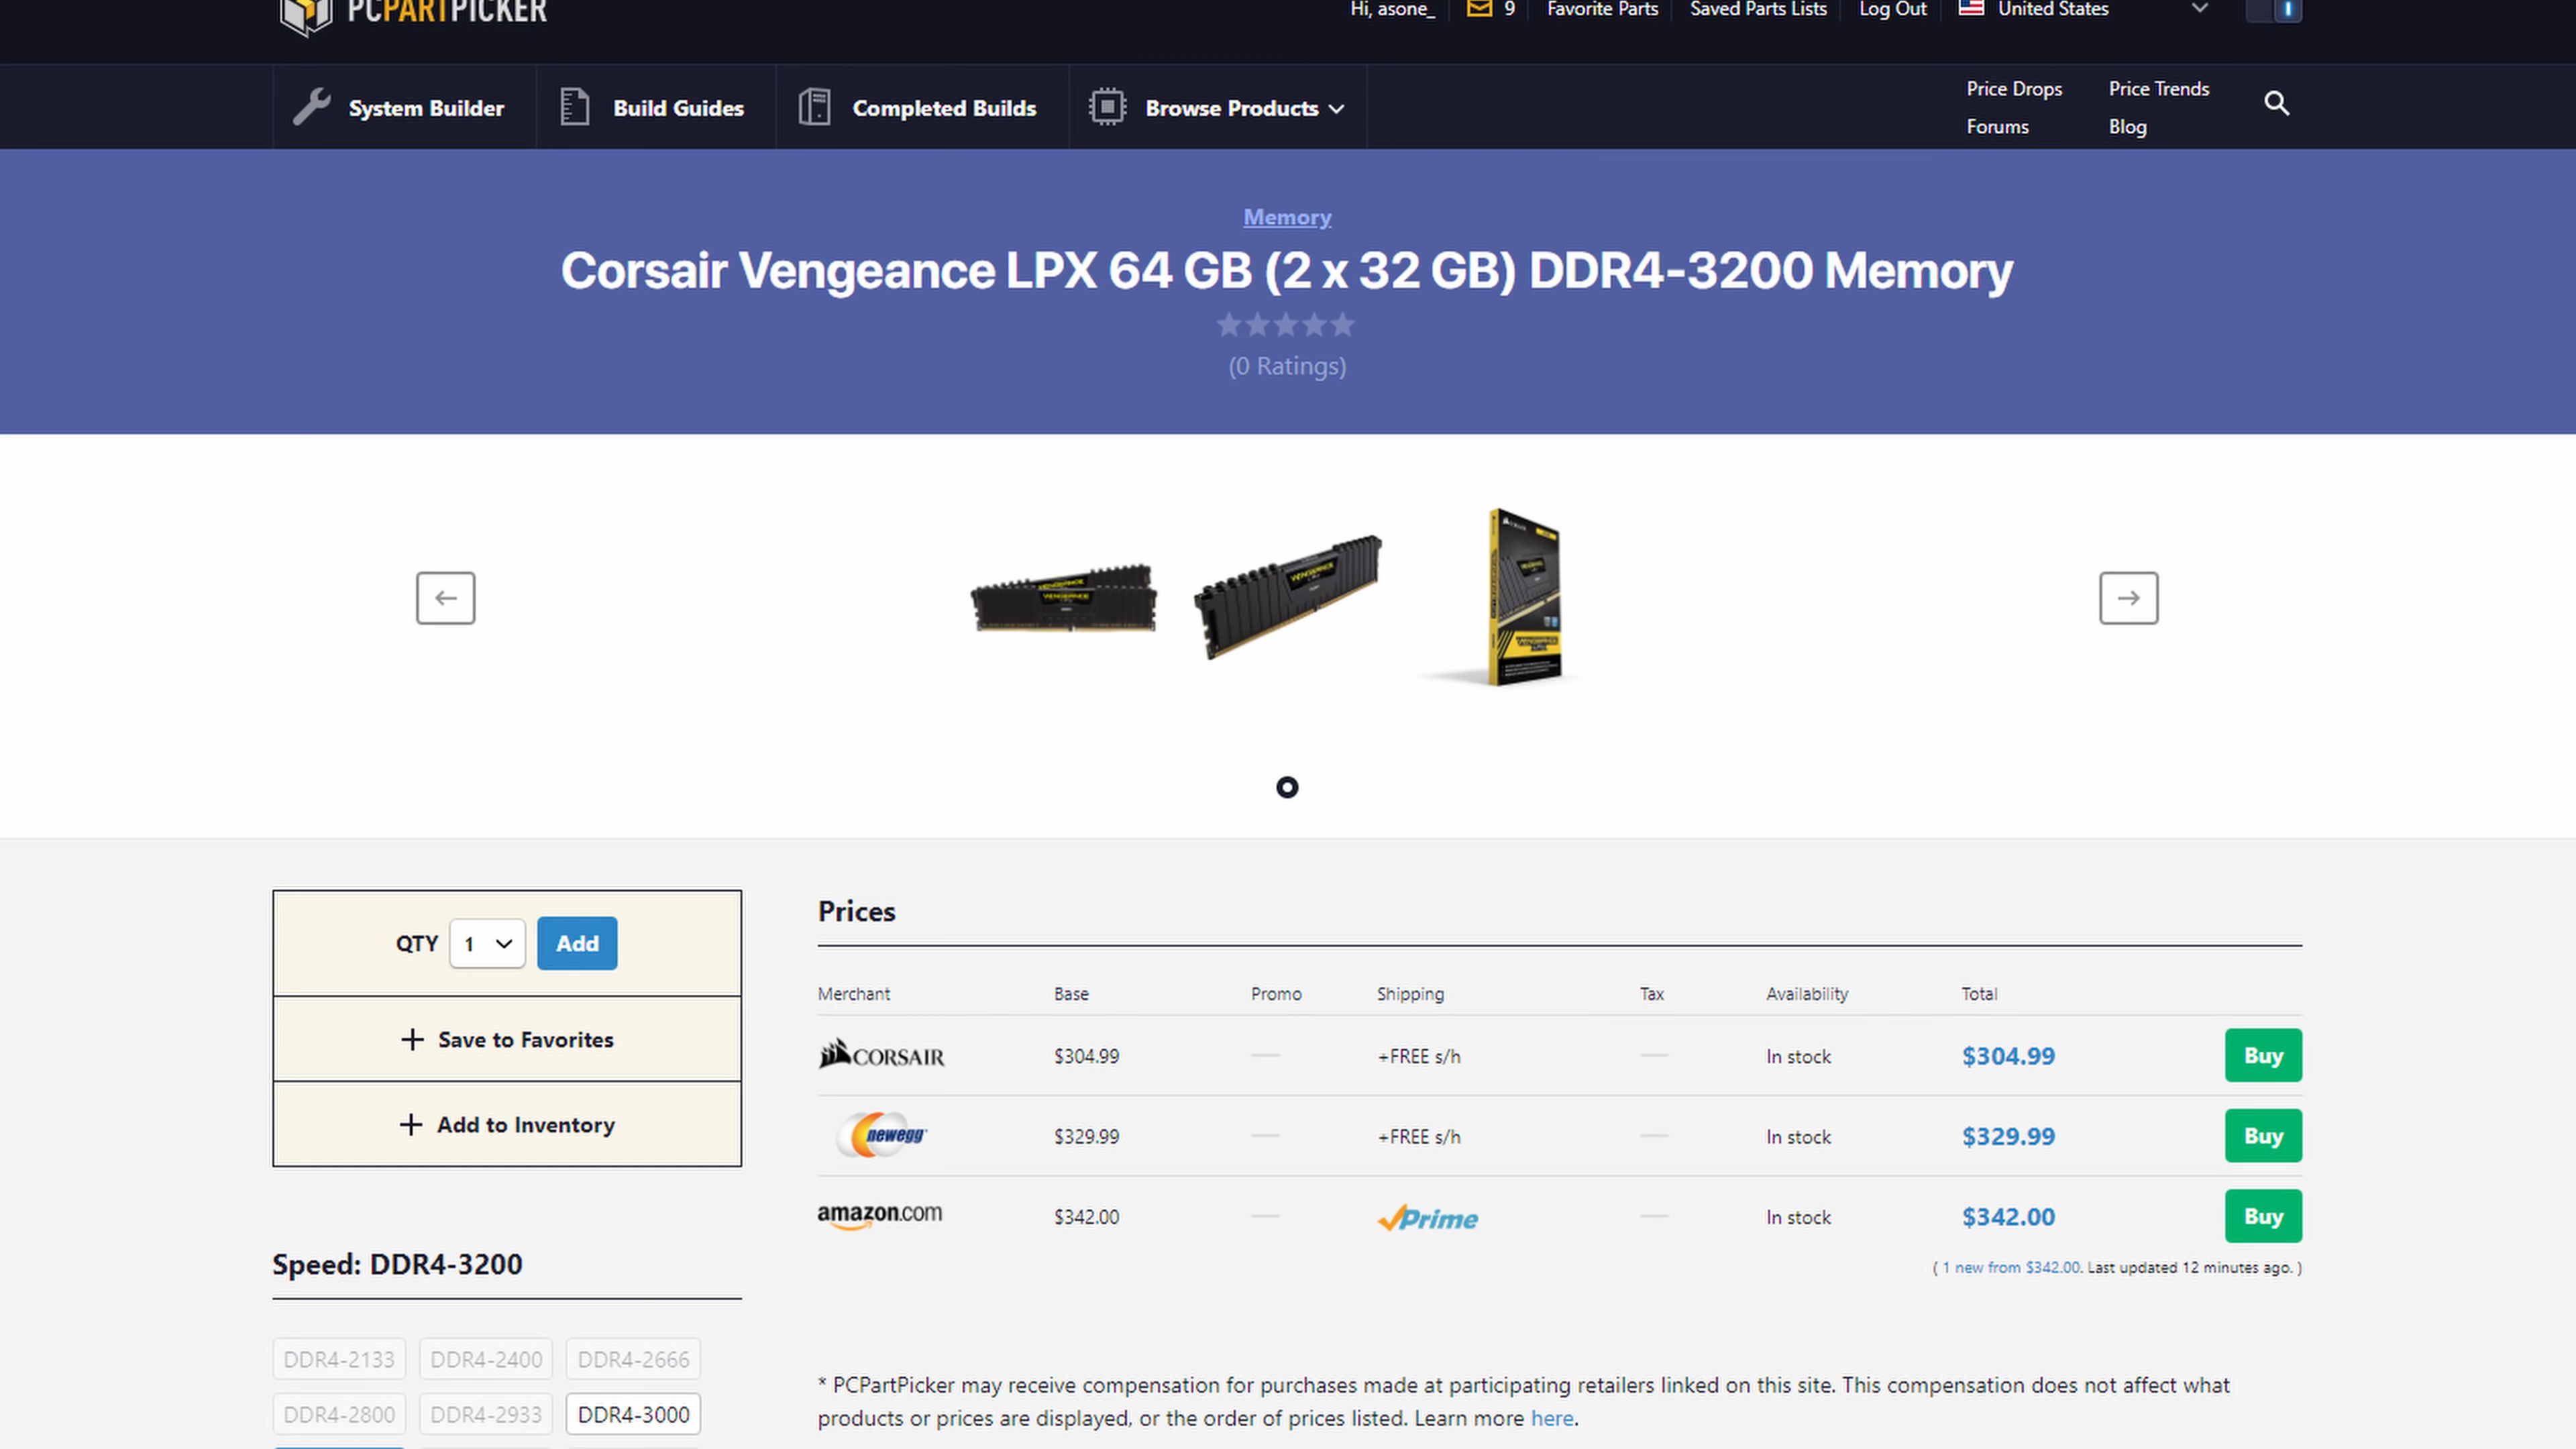 PCPARTPICKER
Hi, asone_ 9 Favorite Parts Saved Parts Lists Log Out United States
System Builder Build Guides Completed Builds Browse Products
Price Drops Price Trends
Forums Blog
Memory
Corsair Vengeance LPX 64 GB (2 x 32 GB) DDR4-3200 Memory
(0 Ratings)
VENGEANCE
VENGEANCE
VENGEANCE
VENGEANCE
QTY 1 Add
+ Save to Favorites
+ Add to Inventory
Speed: DDR4-3200
DDR4-2133 DDR4-2400 DDR4-2666
DDR4-2800 DDR4-2933 DDR4-3000
Prices
Merchant Base Promo Shipping Tax Availability Total
CORSAIR $304.99 — +FREE s/h — In stock $304.99 Buy
newegg $329.99 — +FREE s/h — In stock $329.99 Buy
amazon.com $342.00 — Prime — In stock $342.00 Buy
( 1 new from $342.00. Last updated 12 minutes ago. )
* PCPartPicker may receive compensation for purchases made at participating retailers linked on this site. This compensation does not affect what
products or prices are displayed, or the order of prices listed. Learn more here.